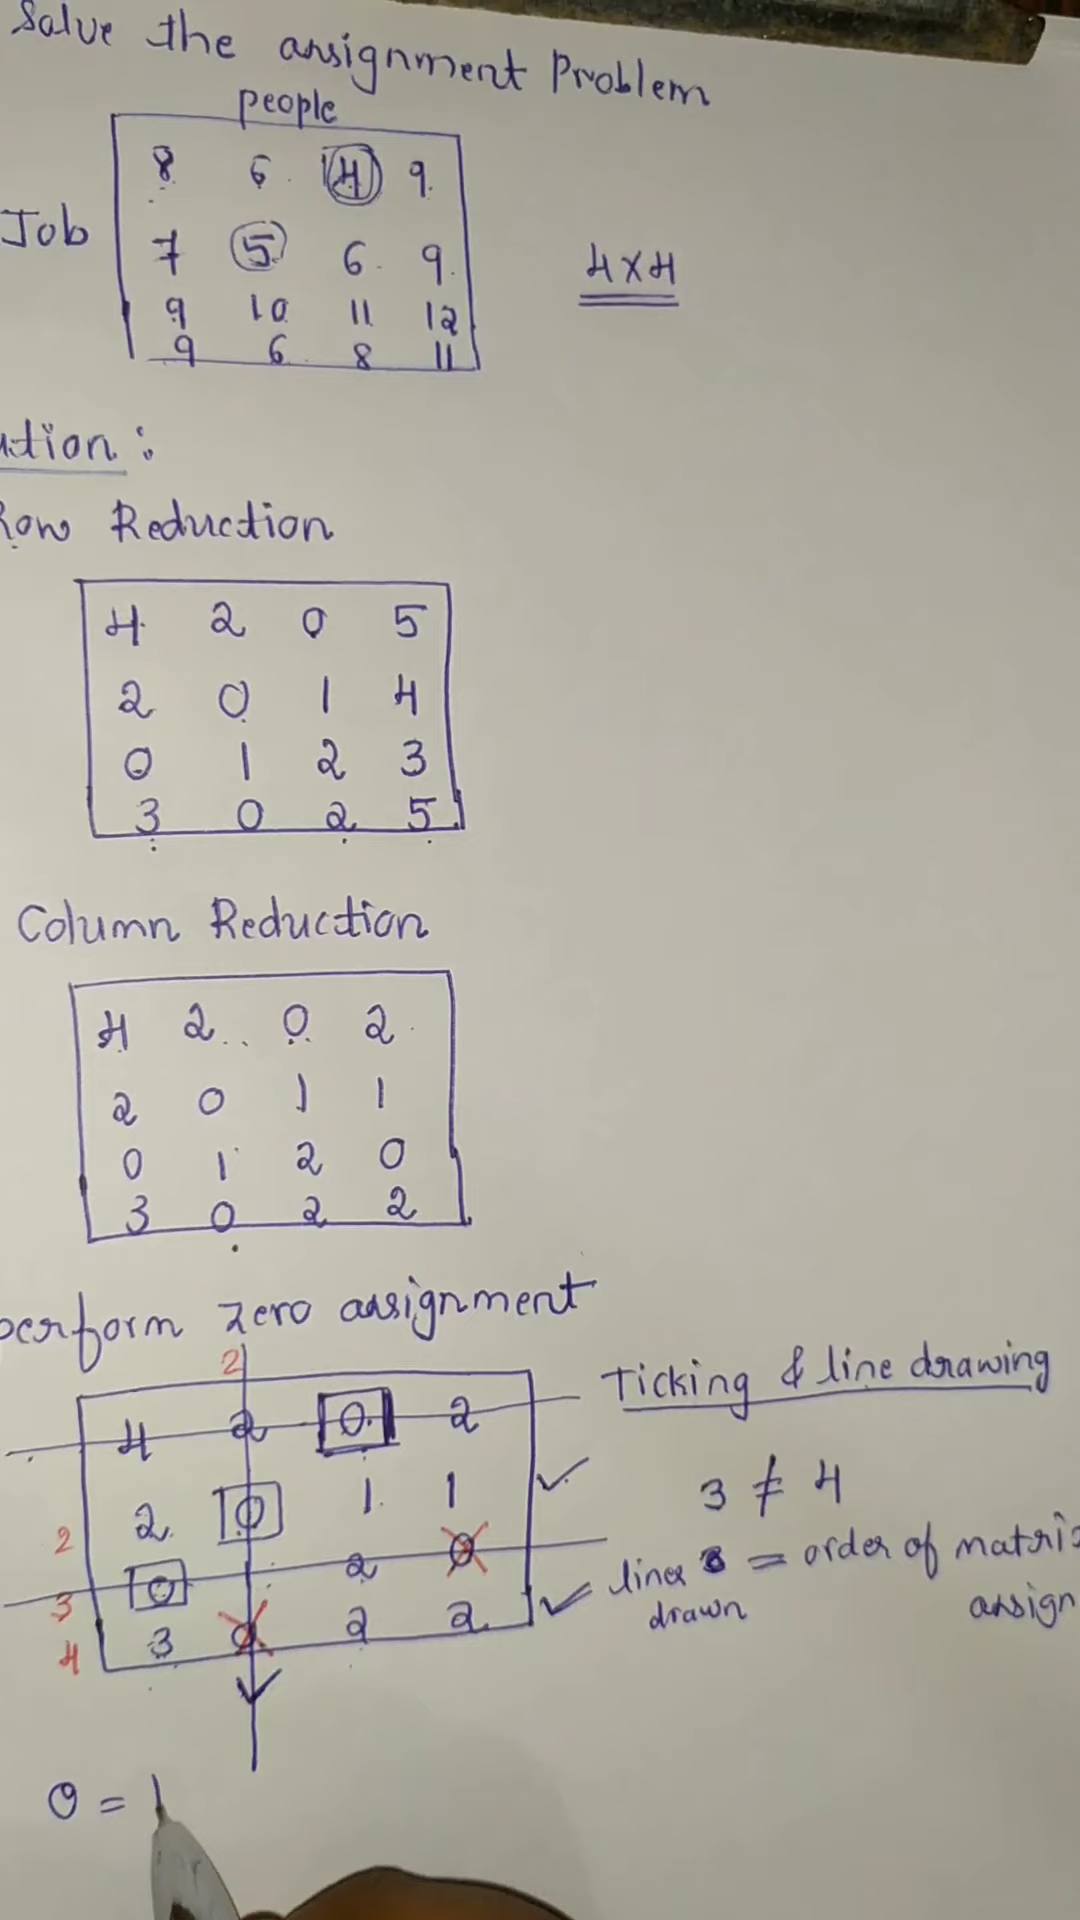 Solve the assignment Problem
people
8 6 4 9
Job
7 5 6 9
4x4
9 10 11 12
9 6 8 11
ution :
Row Reduction
4 2 0 5
2 0 1 4
0 1 2 3
3 0 2 5
Column Reduction
4 2 0 2
2 0 1 1
0 1 2 0
3 0 2 2
perform zero assignment
2
Ticking & line drawing
4 2 0 2
2 0 1 1
3 ≠ 4
2
0 2 0
lines = order of matri
3
drawn
assign
3 0 2 2
4
θ = 1